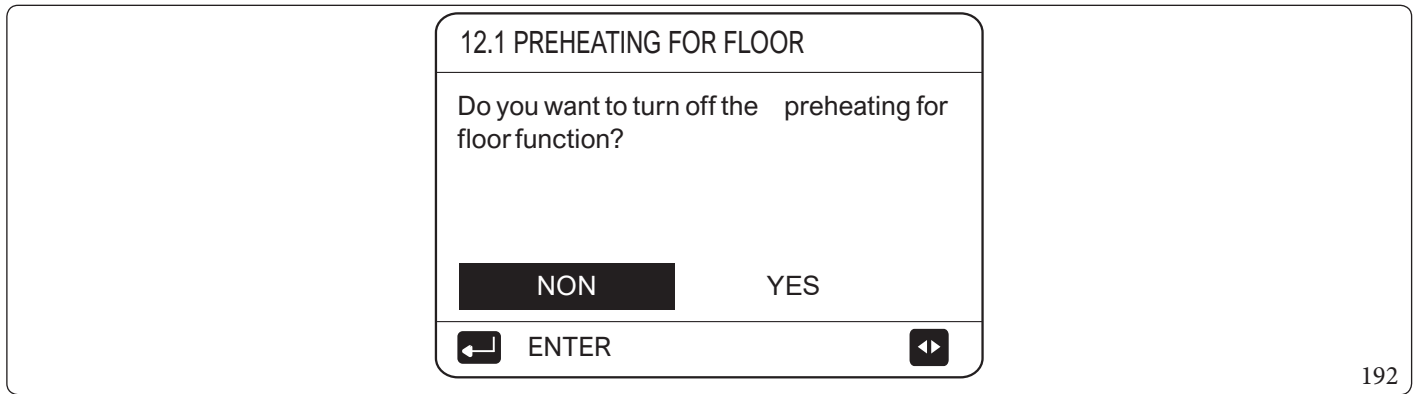 12.1 PREHEATING FOR FLOOR
Do you want to turn off the preheating for
floor function?
NON YES
ENTER
192